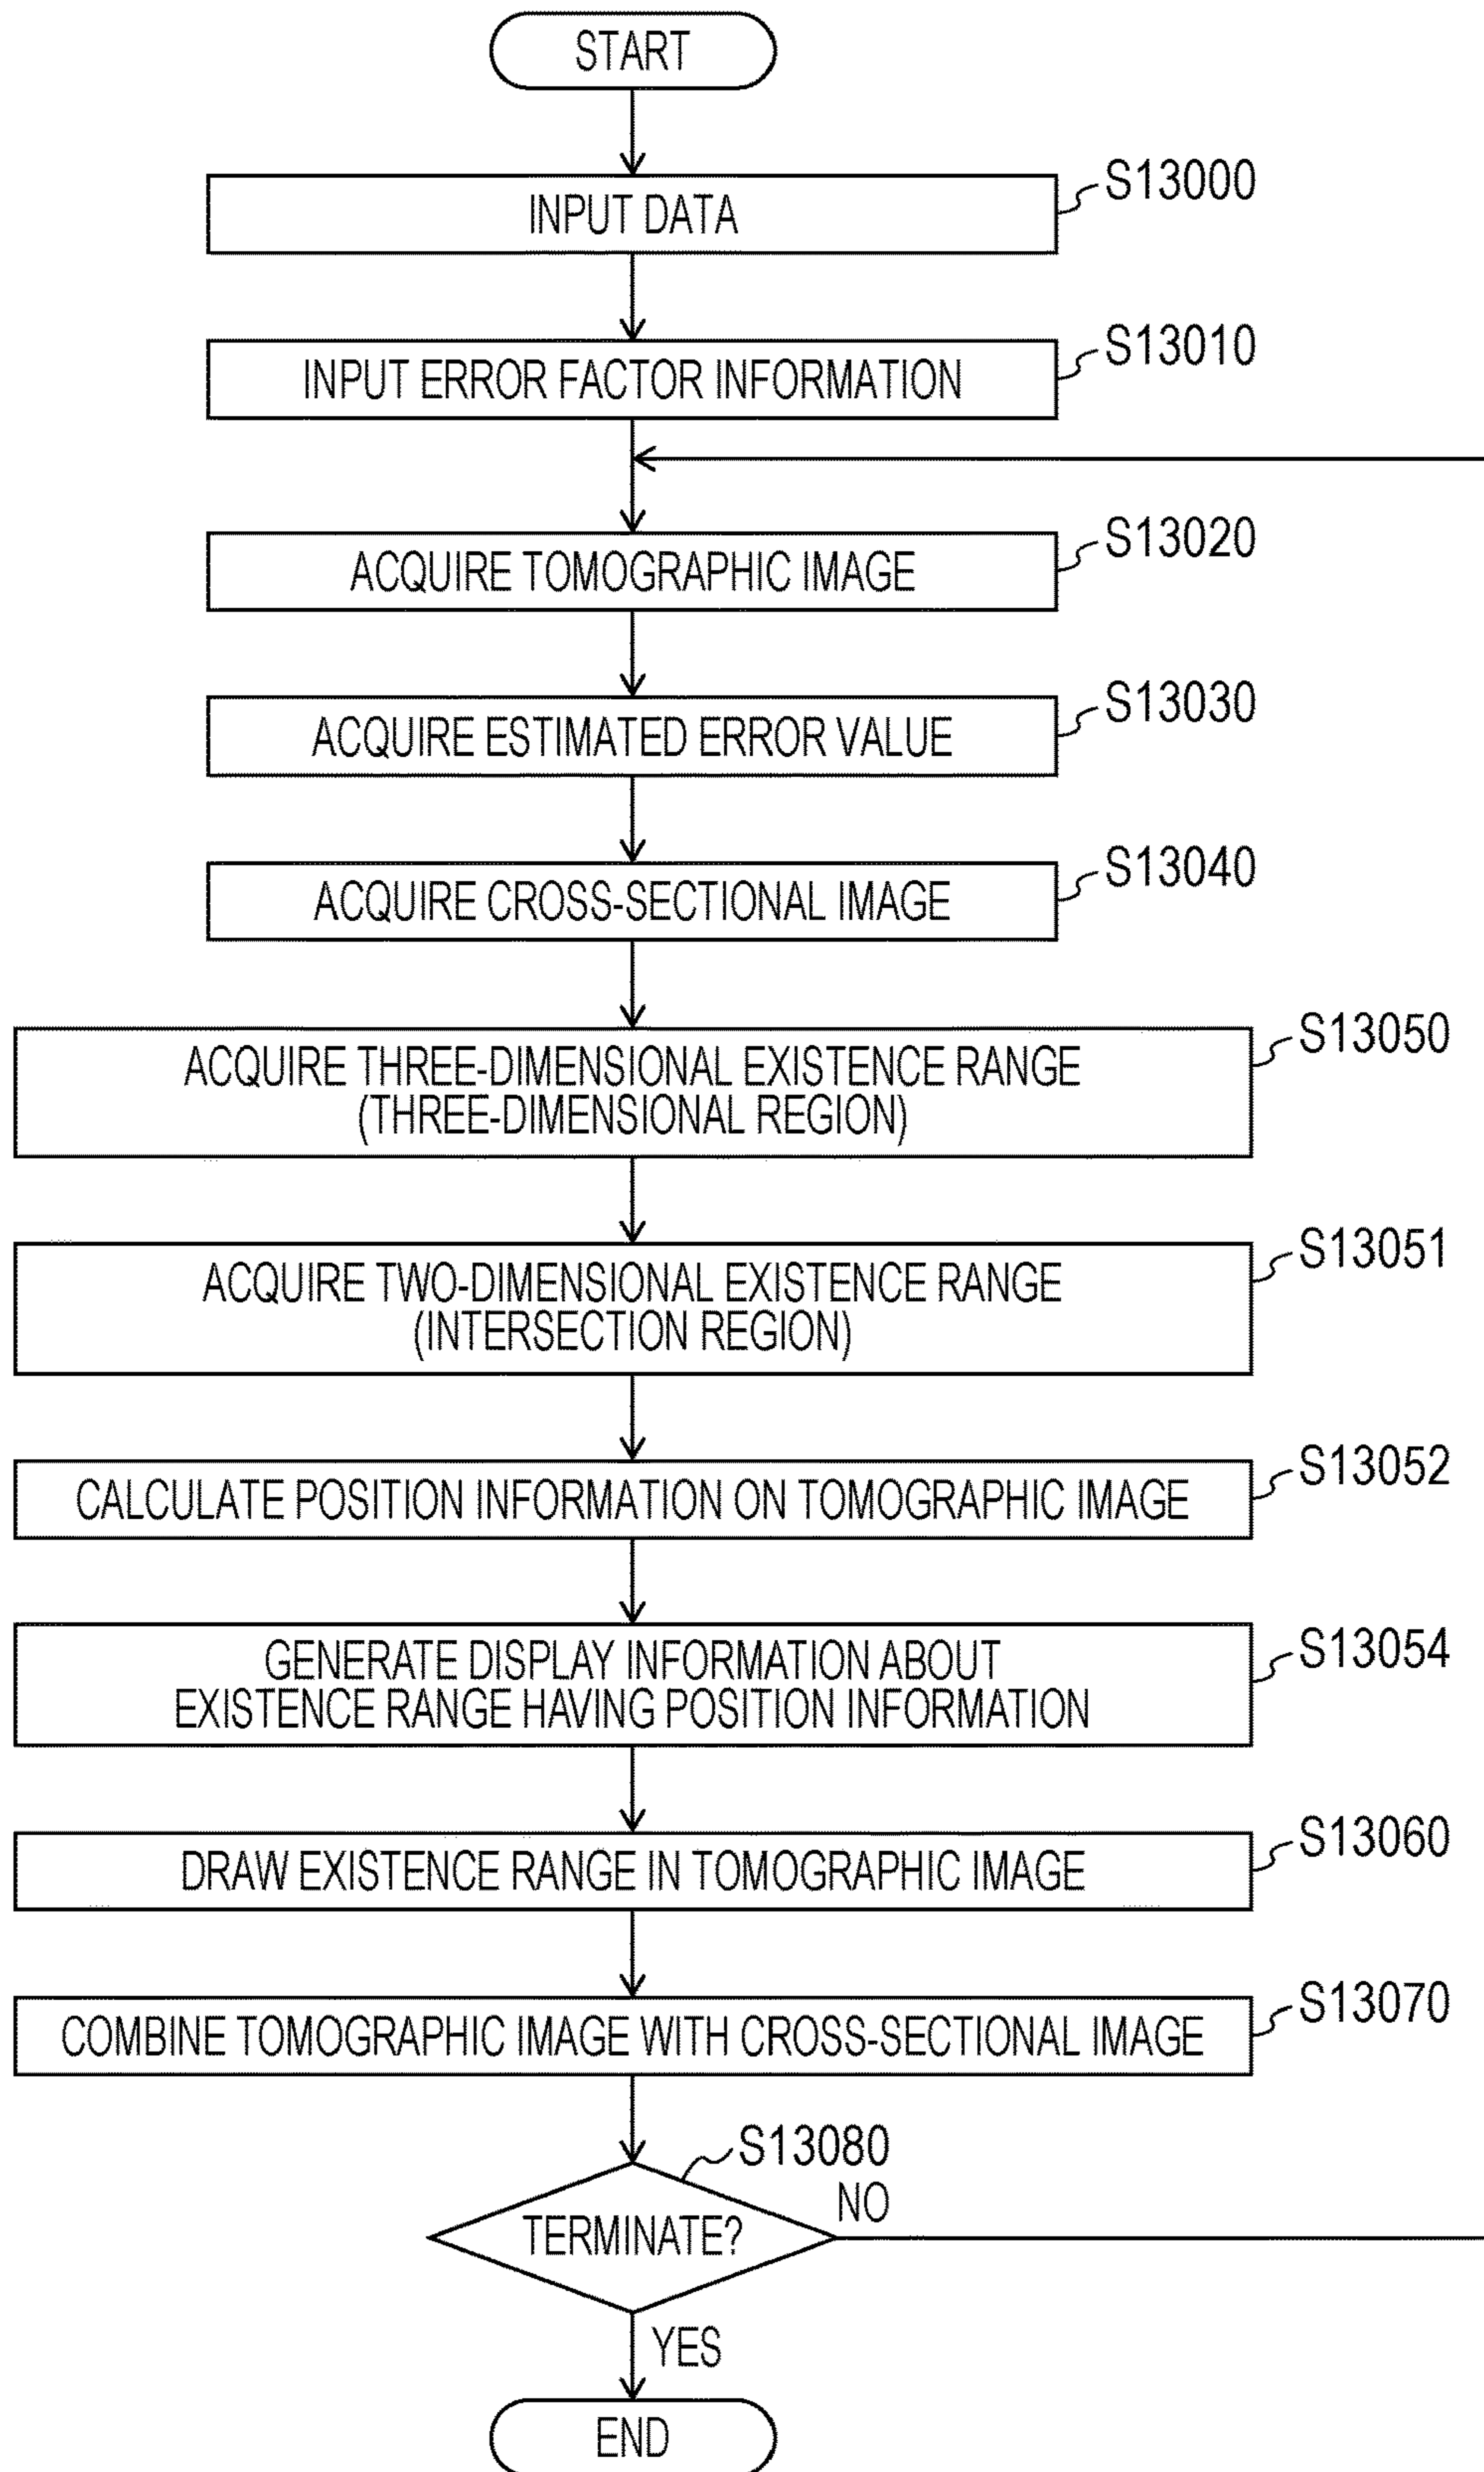 START
INPUT DATA
S13000
INPUT ERROR FACTOR INFORMATION
S13010
ACQUIRE TOMOGRAPHIC IMAGE
S13020
ACQUIRE ESTIMATED ERROR VALUE
S13030
ACQUIRE CROSS-SECTIONAL IMAGE
S13040
ACQUIRE THREE-DIMENSIONAL EXISTENCE RANGE
(THREE-DIMENSIONAL REGION)
S13050
ACQUIRE TWO-DIMENSIONAL EXISTENCE RANGE
(INTERSECTION REGION)
S13051
CALCULATE POSITION INFORMATION ON TOMOGRAPHIC IMAGE
S13052
GENERATE DISPLAY INFORMATION ABOUT
EXISTENCE RANGE HAVING POSITION INFORMATION
S13054
DRAW EXISTENCE RANGE IN TOMOGRAPHIC IMAGE
S13060
COMBINE TOMOGRAPHIC IMAGE WITH CROSS-SECTIONAL IMAGE
S13070
S13080
TERMINATE?
NO
YES
END